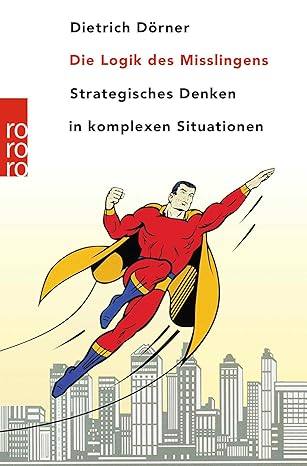 Dietrich Dörner
Die Logik des Misslingens
Strategisches Denken
in komplexen Situationen
ro
ro
ro